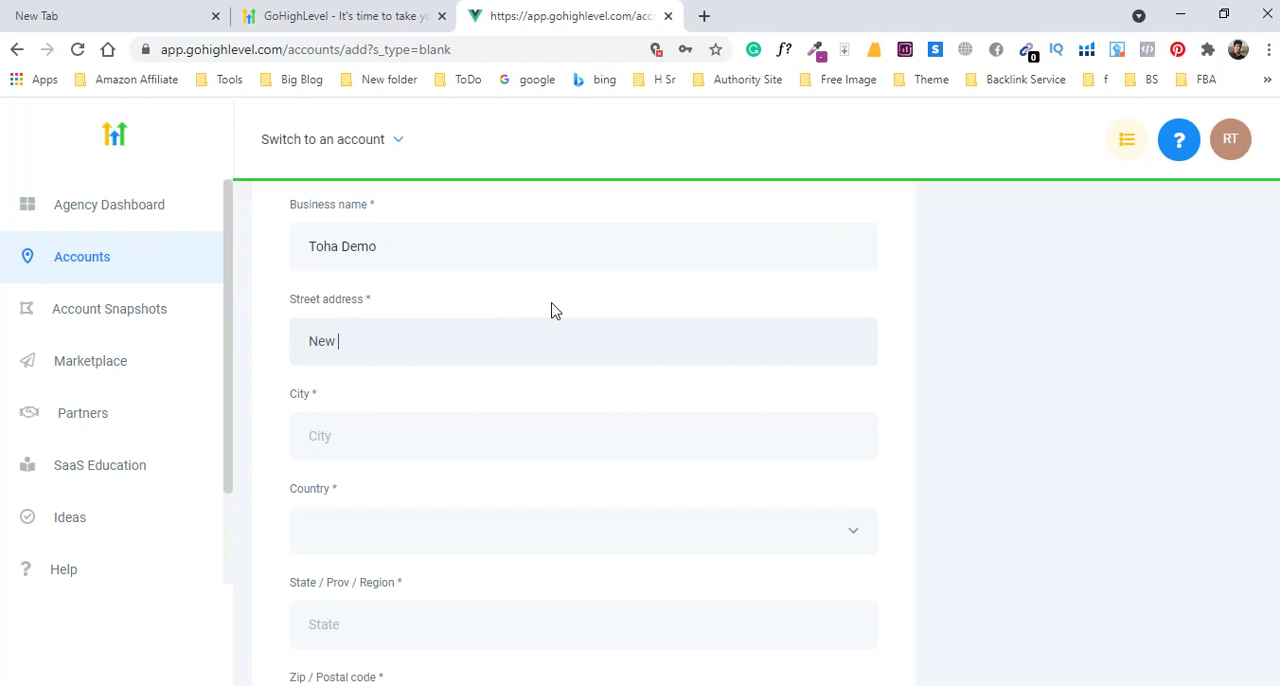 New Tab
GoHighLevel - It's time to take yo
https://app.gohighlevel.com/acc
app.gohighlevel.com/accounts/add?s_type=blank
f?
S
IQ
0
Apps
Amazon Affiliate
Tools
Big Blog
New folder
ToDo
google
bing
H Sr
Authority Site
Free Image
Theme
Backlink Service
f
BS
FBA
»
Switch to an account
?
RT
Agency Dashboard
Accounts
Account Snapshots
Marketplace
Partners
SaaS Education
Ideas
Help
Business name *
Toha Demo
Street address *
New
City *
City
Country *
State / Prov / Region *
State
Zip / Postal code *